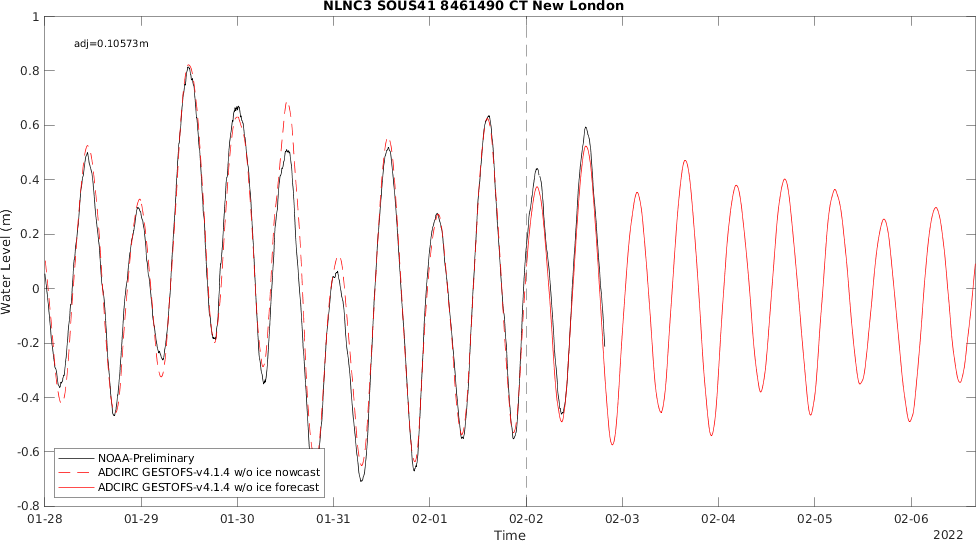 NLNC3 SOUS41 8461490 CT New London
adj=0.10573m
Water Level (m)
1
0.8
0.6
0.4
0.2
0
-0.2
-0.4
-0.6
-0.8
NOAA-Preliminary
ADCIRC GESTOFS-v4.1.4 w/o ice nowcast
ADCIRC GESTOFS-v4.1.4 w/o ice forecast
01-28 01-29 01-30 01-31 02-01 02-02 02-03 02-04 02-05 02-06
Time
2022